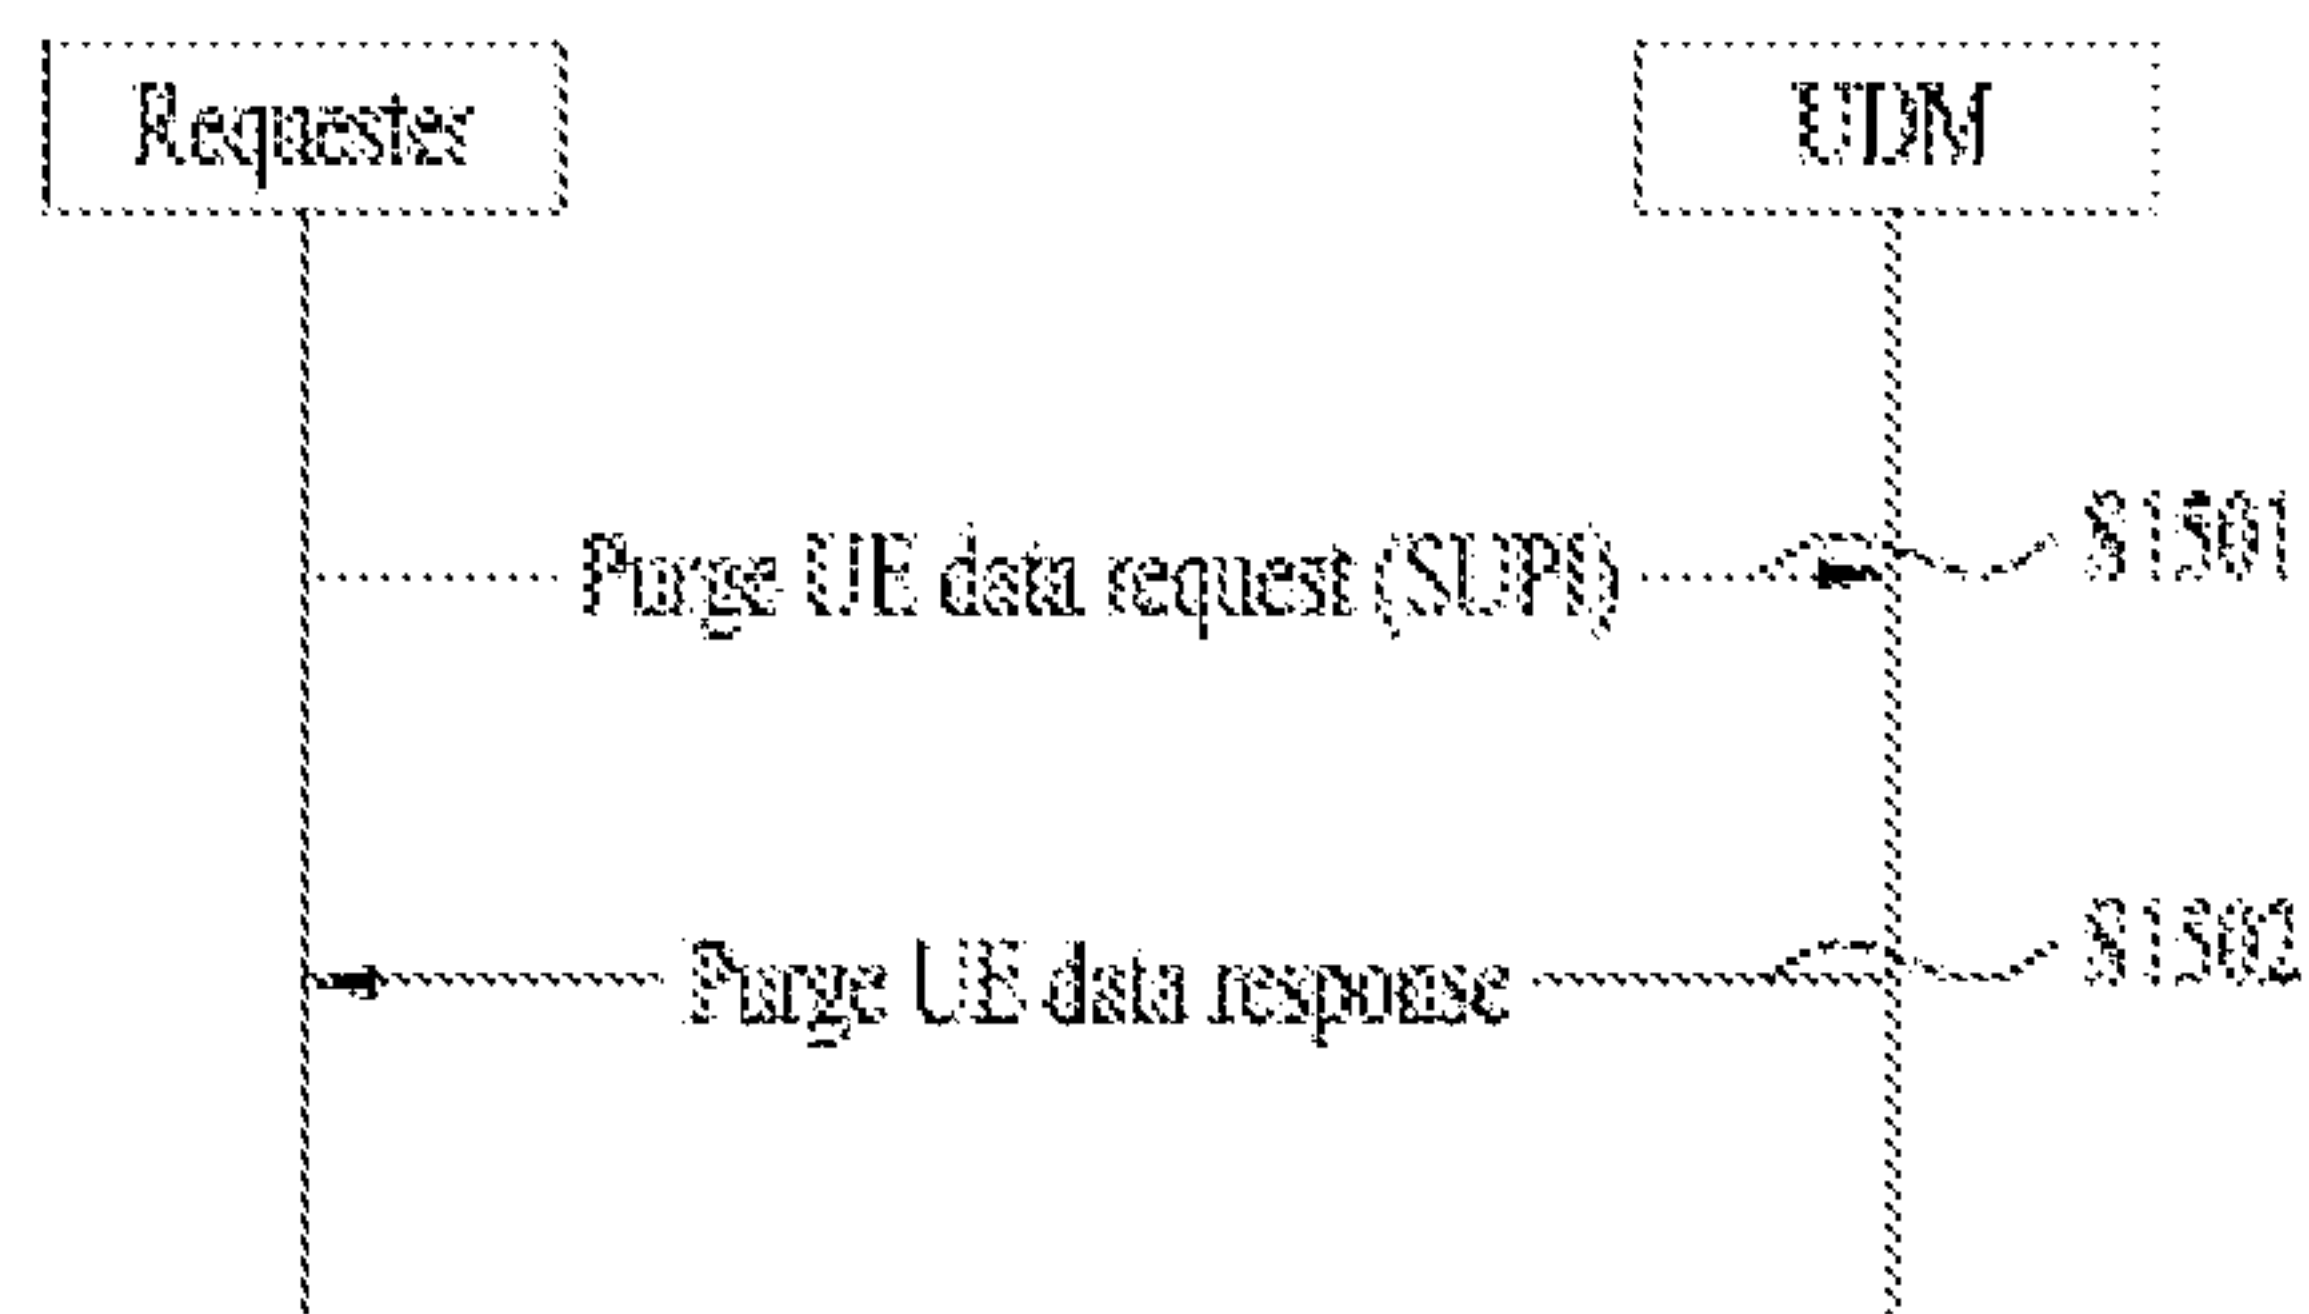 Requester
UDM
Purge UE data request (SUPI)
S1501
Purge UE data response
S1502